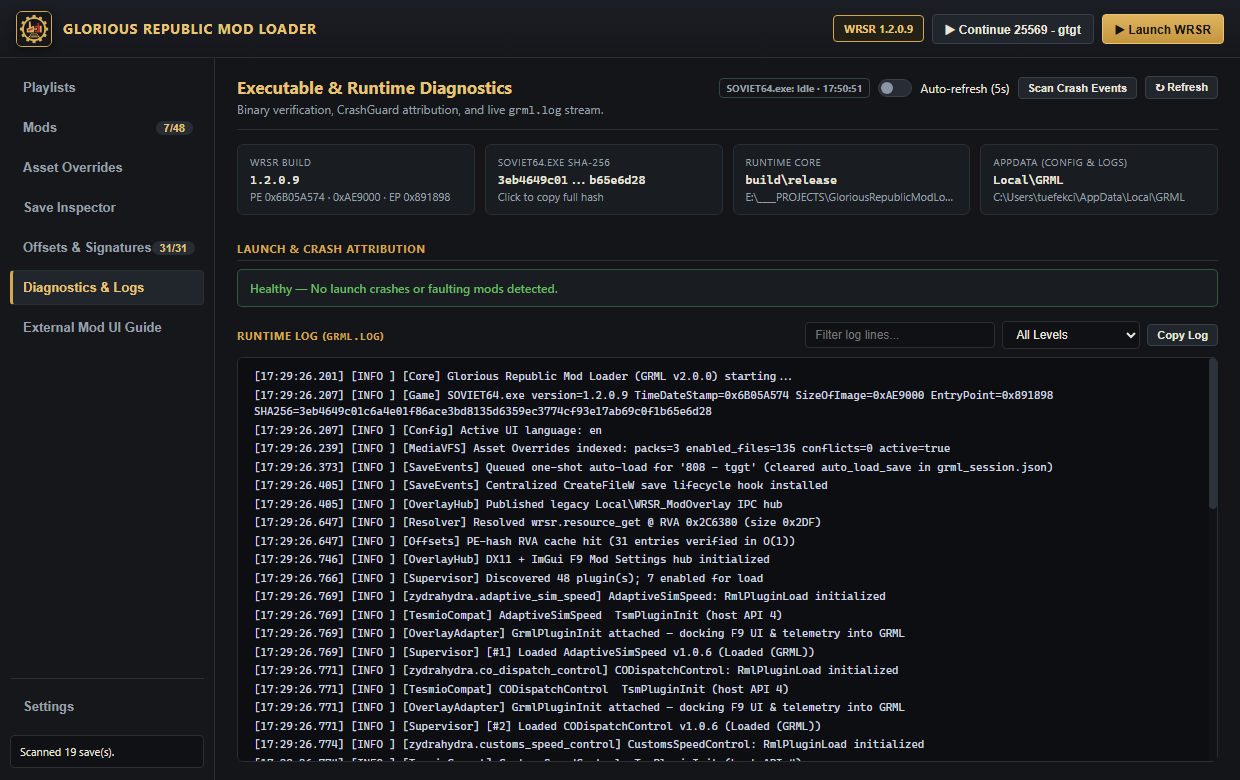 GLORIOUS REPUBLIC MOD LOADER
WRSR 1.2.0.9
▶ Continue 25569 - gtgt
▶ Launch WRSR
Playlists
Mods 7/48
Asset Overrides
Save Inspector
Offsets & Signatures 31/31
Diagnostics & Logs
External Mod UI Guide
Settings
Scanned 19 save(s).
Executable & Runtime Diagnostics
Binary verification, CrashGuard attribution, and live grml.log stream.
SOVIET64.exe: Idle · 17:50:51
Auto-refresh (5s)
Scan Crash Events
↻ Refresh
WRSR BUILD
1.2.0.9
PE 0x6B05A574 · 0xAE9000 · EP 0x891898
SOVIET64.EXE SHA-256
3eb4649c01 … b65e6d28
Click to copy full hash
RUNTIME CORE
build\release
E:\___PROJECTS\GloriousRepublicModLo...
APPDATA (CONFIG & LOGS)
Local\GRML
C:\Users\tuefekci\AppData\Local\GRML
LAUNCH & CRASH ATTRIBUTION
Healthy — No launch crashes or faulting mods detected.
RUNTIME LOG (GRML.LOG)
Filter log lines...
All Levels
Copy Log
[17:29:26.201] [INFO ] [Core] Glorious Republic Mod Loader (GRML v2.0.0) starting...
[17:29:26.207] [INFO ] [Game] SOVIET64.exe version=1.2.0.9 TimeDateStamp=0x6B05A574 SizeOfImage=0xAE9000 EntryPoint=0x891898
SHA256=3eb4649c01c6a4e01f86ace3bd8135d6359ec3774cf93e17ab69c0f1b65e6d28
[17:29:26.207] [INFO ] [Config] Active UI language: en
[17:29:26.239] [INFO ] [MediaVFS] Asset Overrides indexed: packs=3 enabled_files=135 conflicts=0 active=true
[17:29:26.373] [INFO ] [SaveEvents] Queued one-shot auto-load for '808 - tggt' (cleared auto_load_save in grml_session.json)
[17:29:26.405] [INFO ] [SaveEvents] Centralized CreateFileW save lifecycle hook installed
[17:29:26.405] [INFO ] [OverlayHub] Published legacy Local\WRSR_ModOverlay IPC hub
[17:29:26.647] [INFO ] [Resolver] Resolved wrsr.resource_get @ RVA 0x2C6380 (size 0x2DF)
[17:29:26.647] [INFO ] [Offsets] PE-hash RVA cache hit (31 entries verified in O(1))
[17:29:26.746] [INFO ] [OverlayHub] DX11 + ImGui F9 Mod Settings hub initialized
[17:29:26.766] [INFO ] [Supervisor] Discovered 48 plugin(s); 7 enabled for load
[17:29:26.769] [INFO ] [zydrahydra.adaptive_sim_speed] AdaptiveSimSpeed: RmlPluginLoad initialized
[17:29:26.769] [INFO ] [TesmioCompat] AdaptiveSimSpeed  TsmPluginInit (host API 4)
[17:29:26.769] [INFO ] [OverlayAdapter] GrmlPluginInit attached — docking F9 UI & telemetry into GRML
[17:29:26.769] [INFO ] [Supervisor] [#1] Loaded AdaptiveSimSpeed v1.0.6 (Loaded (GRML))
[17:29:26.771] [INFO ] [zydrahydra.co_dispatch_control] CODispatchControl: RmlPluginLoad initialized
[17:29:26.771] [INFO ] [TesmioCompat] CODispatchControl  TsmPluginInit (host API 4)
[17:29:26.771] [INFO ] [OverlayAdapter] GrmlPluginInit attached — docking F9 UI & telemetry into GRML
[17:29:26.771] [INFO ] [Supervisor] [#2] Loaded CODispatchControl v1.0.6 (Loaded (GRML))
[17:29:26.774] [INFO ] [zydrahydra.customs_speed_control] CustomsSpeedControl: RmlPluginLoad initialized